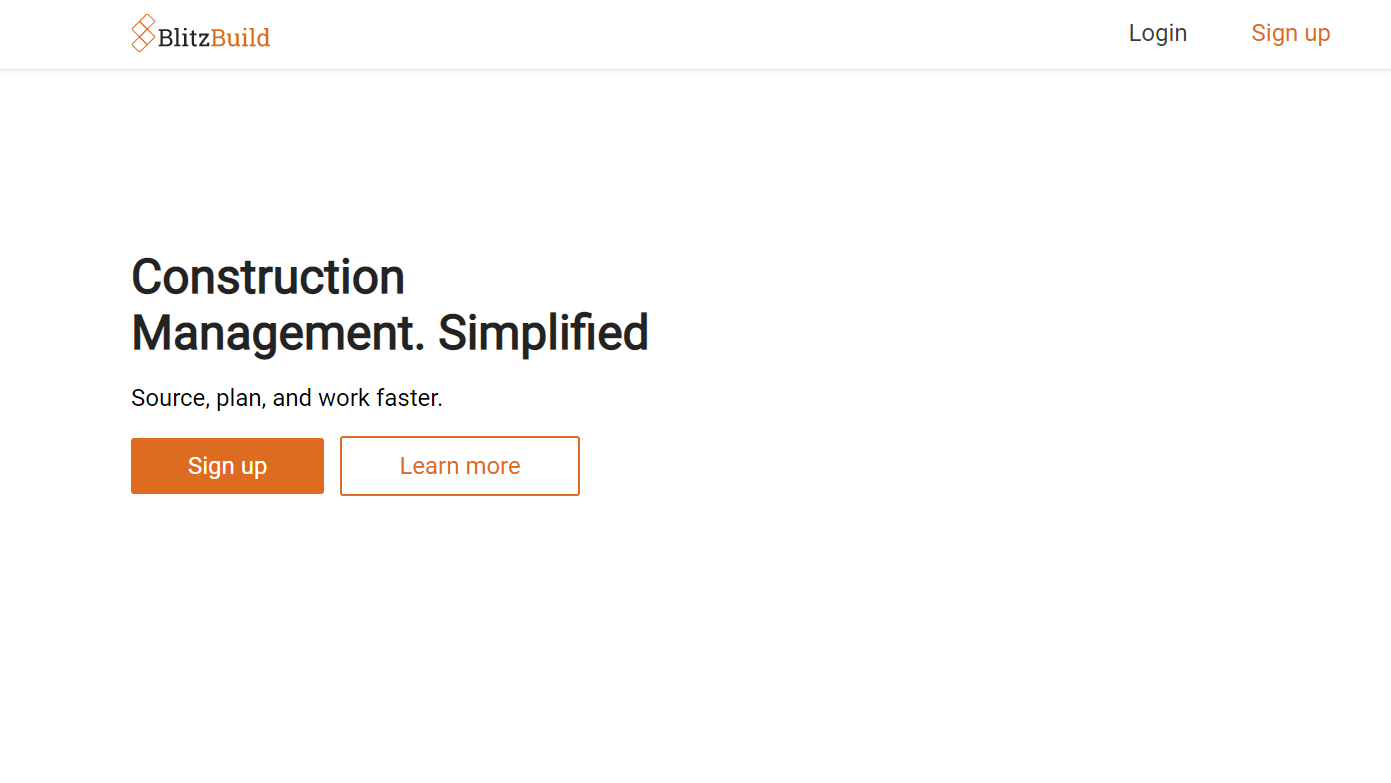 BlitzBuild
Login
Sign up
Construction
Management. Simplified
Source, plan, and work faster.
Sign up
Learn more